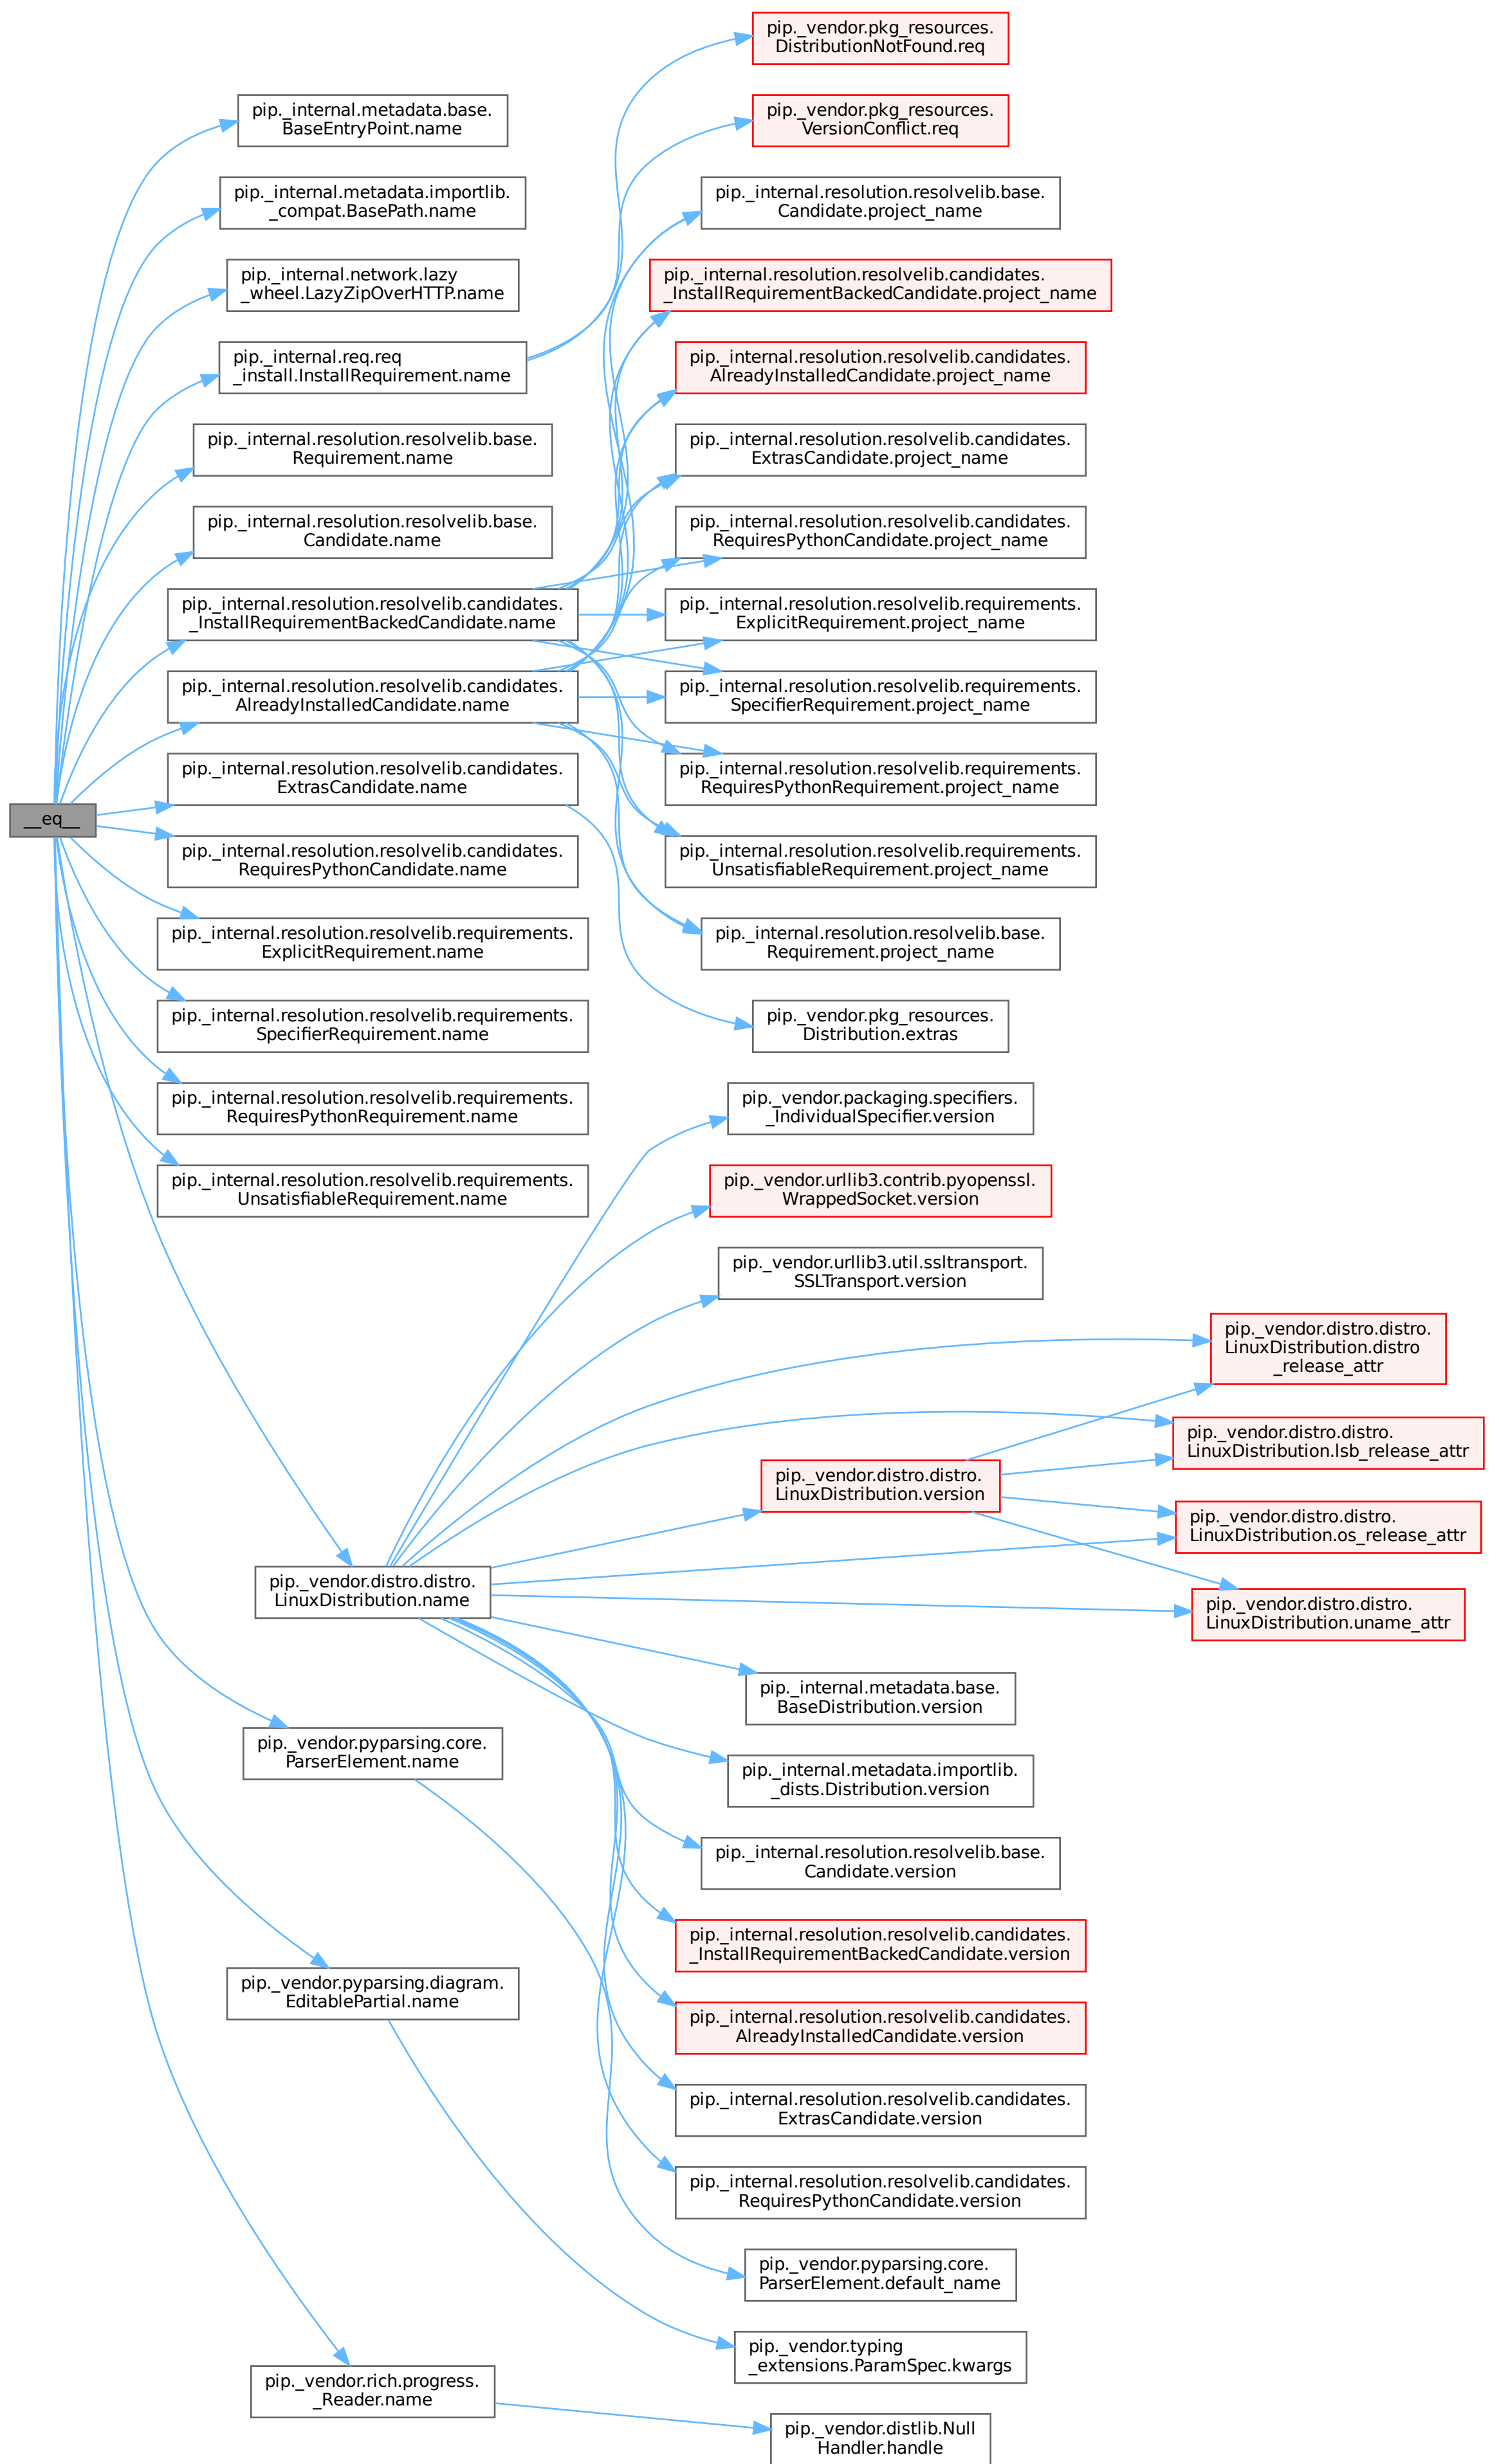 __eq__
pip._internal.metadata.base.
BaseEntryPoint.name
pip._internal.metadata.importlib.
_compat.BasePath.name
pip._internal.network.lazy
_wheel.LazyZipOverHTTP.name
pip._internal.req.req
_install.InstallRequirement.name
pip._internal.resolution.resolvelib.base.
Requirement.name
pip._internal.resolution.resolvelib.base.
Candidate.name
pip._internal.resolution.resolvelib.candidates.
_InstallRequirementBackedCandidate.name
pip._internal.resolution.resolvelib.candidates.
AlreadyInstalledCandidate.name
pip._internal.resolution.resolvelib.candidates.
ExtrasCandidate.name
pip._internal.resolution.resolvelib.candidates.
RequiresPythonCandidate.name
pip._internal.resolution.resolvelib.requirements.
ExplicitRequirement.name
pip._internal.resolution.resolvelib.requirements.
SpecifierRequirement.name
pip._internal.resolution.resolvelib.requirements.
RequiresPythonRequirement.name
pip._internal.resolution.resolvelib.requirements.
UnsatisfiableRequirement.name
pip._vendor.distro.distro.
LinuxDistribution.name
pip._vendor.pyparsing.core.
ParserElement.name
pip._vendor.pyparsing.diagram.
EditablePartial.name
pip._vendor.rich.progress.
_Reader.name
pip._vendor.pkg_resources.
DistributionNotFound.req
pip._vendor.pkg_resources.
VersionConflict.req
pip._internal.resolution.resolvelib.base.
Candidate.project_name
pip._internal.resolution.resolvelib.candidates.
_InstallRequirementBackedCandidate.project_name
pip._internal.resolution.resolvelib.candidates.
AlreadyInstalledCandidate.project_name
pip._internal.resolution.resolvelib.candidates.
ExtrasCandidate.project_name
pip._internal.resolution.resolvelib.candidates.
RequiresPythonCandidate.project_name
pip._internal.resolution.resolvelib.requirements.
ExplicitRequirement.project_name
pip._internal.resolution.resolvelib.requirements.
SpecifierRequirement.project_name
pip._internal.resolution.resolvelib.requirements.
RequiresPythonRequirement.project_name
pip._internal.resolution.resolvelib.requirements.
UnsatisfiableRequirement.project_name
pip._internal.resolution.resolvelib.base.
Requirement.project_name
pip._vendor.pkg_resources.
Distribution.extras
pip._vendor.packaging.specifiers.
_IndividualSpecifier.version
pip._vendor.urllib3.contrib.pyopenssl.
WrappedSocket.version
pip._vendor.urllib3.util.ssltransport.
SSLTransport.version
pip._vendor.distro.distro.
LinuxDistribution.version
pip._internal.metadata.base.
BaseDistribution.version
pip._internal.metadata.importlib.
_dists.Distribution.version
pip._internal.resolution.resolvelib.base.
Candidate.version
pip._internal.resolution.resolvelib.candidates.
_InstallRequirementBackedCandidate.version
pip._internal.resolution.resolvelib.candidates.
AlreadyInstalledCandidate.version
pip._internal.resolution.resolvelib.candidates.
ExtrasCandidate.version
pip._internal.resolution.resolvelib.candidates.
RequiresPythonCandidate.version
pip._vendor.pyparsing.core.
ParserElement.default_name
pip._vendor.typing
_extensions.ParamSpec.kwargs
pip._vendor.distlib.Null
Handler.handle
pip._vendor.distro.distro.
LinuxDistribution.distro
_release_attr
pip._vendor.distro.distro.
LinuxDistribution.lsb_release_attr
pip._vendor.distro.distro.
LinuxDistribution.os_release_attr
pip._vendor.distro.distro.
LinuxDistribution.uname_attr